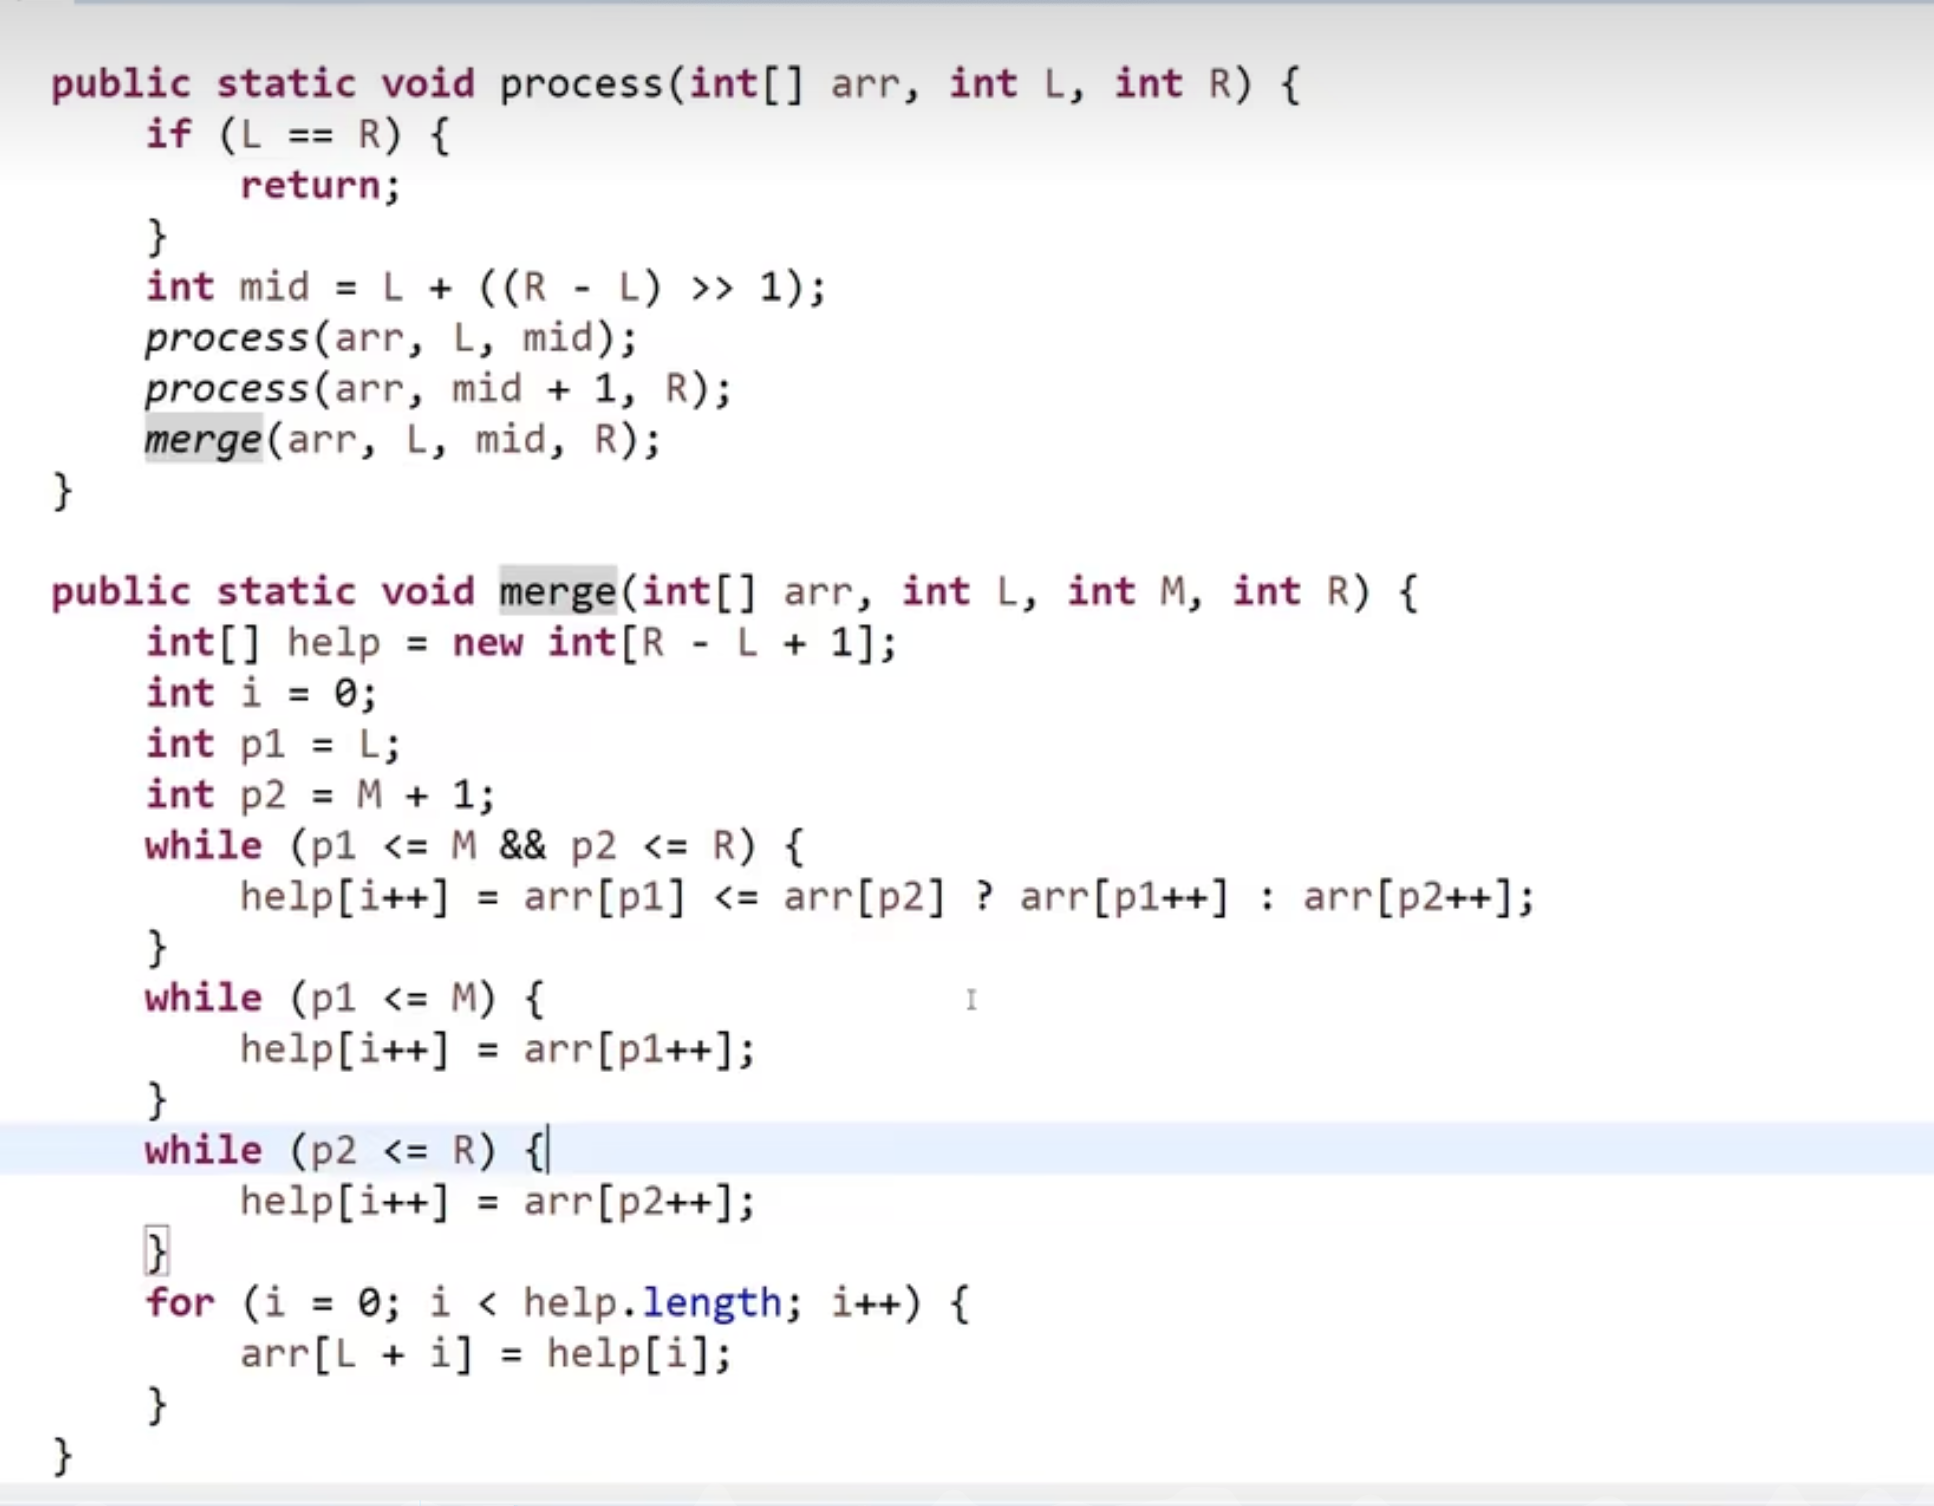 public static void process(int[] arr, int L, int R) {
    if (L == R) {
        return;
    }
    int mid = L + ((R - L) >> 1);
    process(arr, L, mid);
    process(arr, mid + 1, R);
    merge(arr, L, mid, R);
}

public static void merge(int[] arr, int L, int M, int R) {
    int[] help = new int[R - L + 1];
    int i = 0;
    int p1 = L;
    int p2 = M + 1;
    while (p1 <= M && p2 <= R) {
        help[i++] = arr[p1] <= arr[p2] ? arr[p1++] : arr[p2++];
    }
    while (p1 <= M) {
        help[i++] = arr[p1++];
    }
    while (p2 <= R) {
        help[i++] = arr[p2++];
    }
    for (i = 0; i < help.length; i++) {
        arr[L + i] = help[i];
    }
}